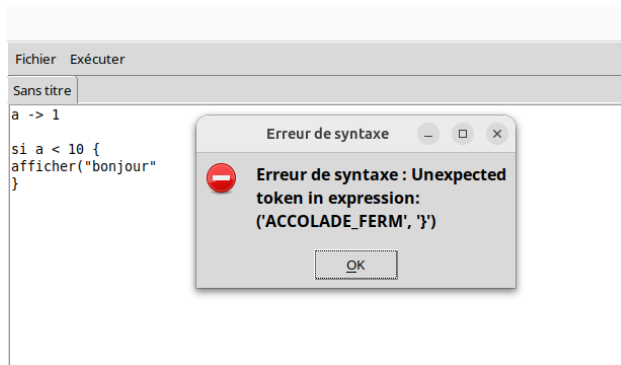 Fichier Exécuter
Sans titre
a -> 1
si a < 10 {
afficher("bonjour"
}
Erreur de syntaxe
Erreur de syntaxe : Unexpected
token in expression:
('ACCOLADE_FERM', '}')
OK